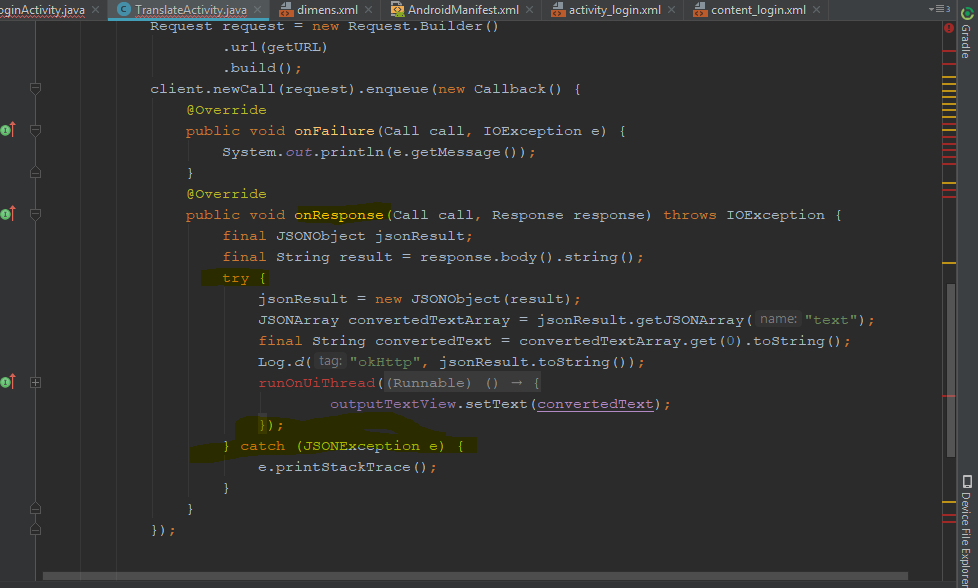 oginActivity.java × TranslateActivity.java × dimens.xml × AndroidManifest.xml × activity_login.xml × content_login.xml × 3
Request request = new Request.Builder()
.url(getURL)
.build();
client.newCall(request).enqueue(new Callback() {
@Override
public void onFailure(Call call, IOException e) {
System.out.println(e.getMessage());
}
@Override
public void onResponse(Call call, Response response) throws IOException {
final JSONObject jsonResult;
final String result = response.body().string();
try {
jsonResult = new JSONObject(result);
JSONArray convertedTextArray = jsonResult.getJSONArray( name: "text");
final String convertedText = convertedTextArray.get(0).toString();
Log.d( tag: "okHttp", jsonResult.toString());
runOnUiThread((Runnable) () → {
outputTextView.setText(convertedText);
});
} catch (JSONException e) {
e.printStackTrace();
}
}
});
Gradle
Device File Explorer